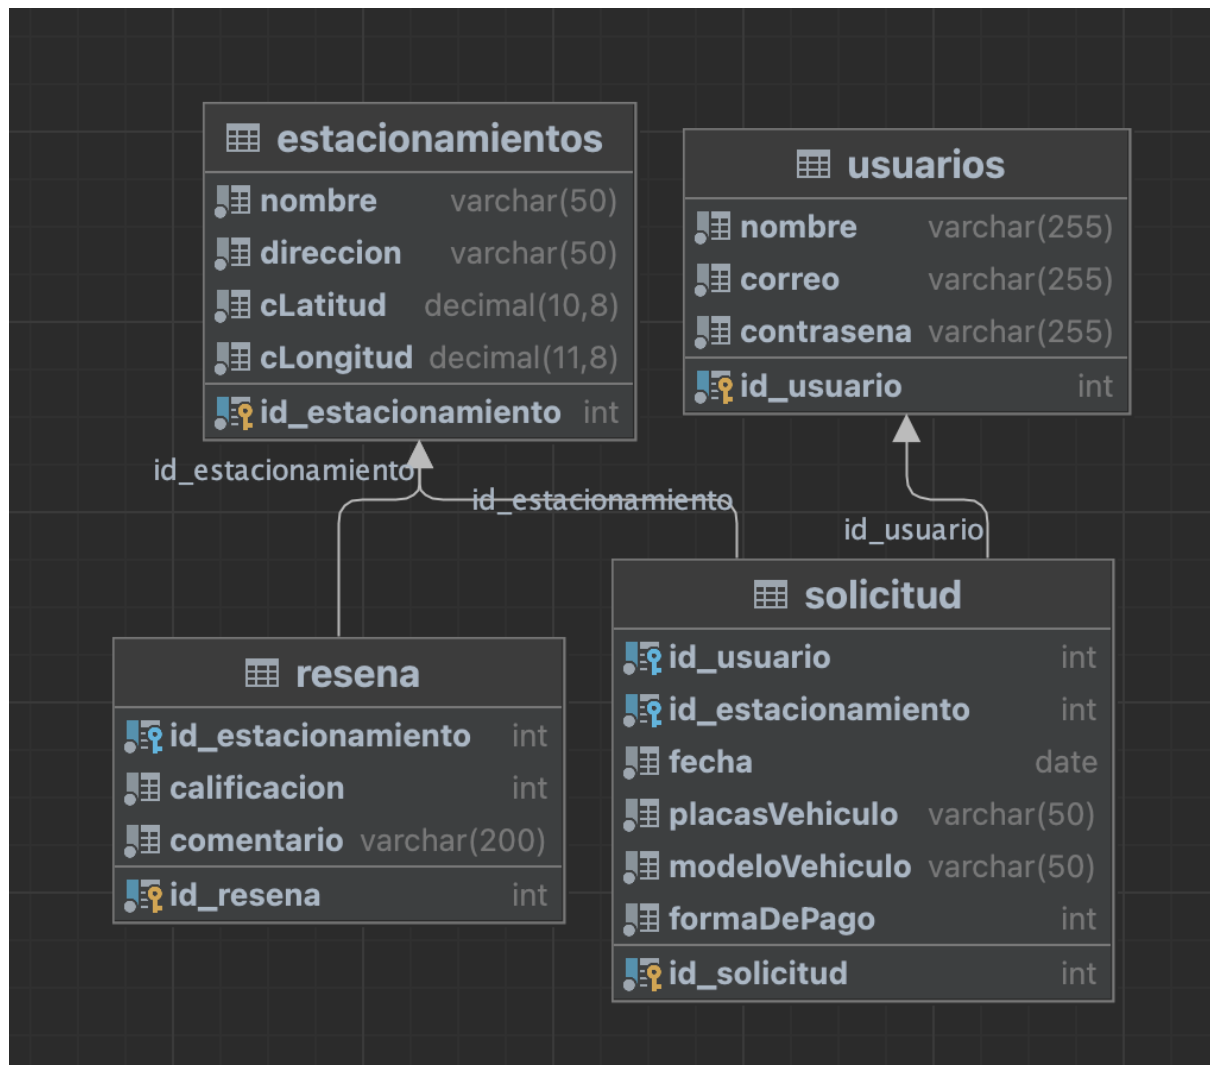 estacionamientos
nombre varchar(50)
direccion varchar(50)
cLatitud decimal(10,8)
cLongitud decimal(11,8)
id_estacionamiento int
usuarios
nombre varchar(255)
correo varchar(255)
contrasena varchar(255)
id_usuario int
id_estacionamiento
id_estacionamiento
id_usuario
resena
id_estacionamiento int
calificacion int
comentario varchar(200)
id_resena int
solicitud
id_usuario int
id_estacionamiento int
fecha date
placasVehiculo varchar(50)
modeloVehiculo varchar(50)
formaDePago int
id_solicitud int